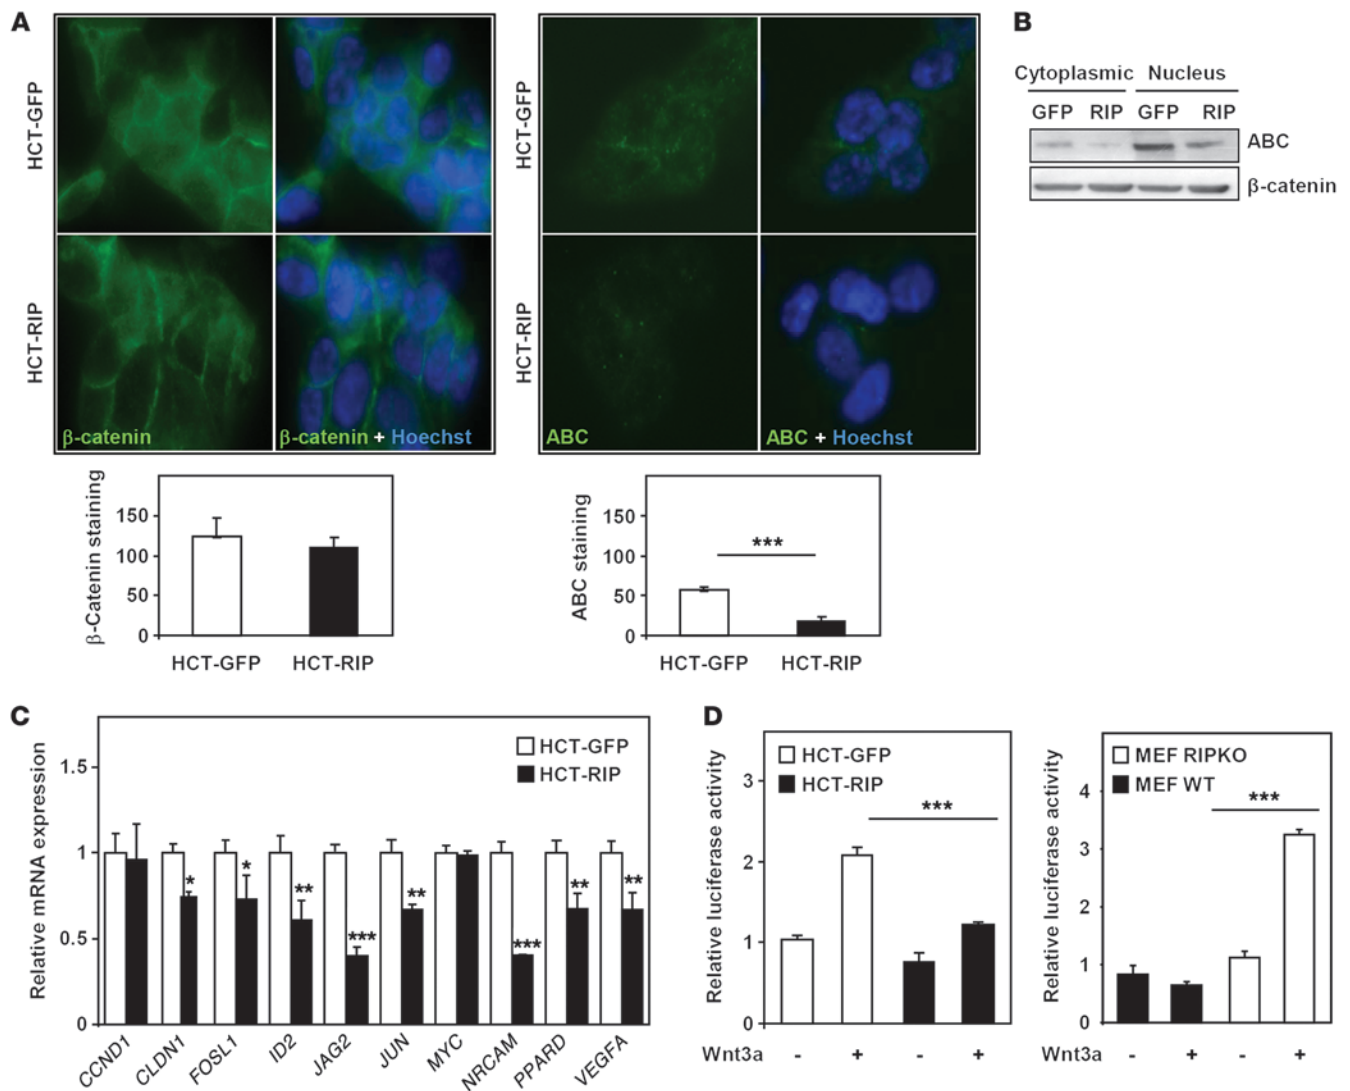 A
HCT-GFP
HCT-RIP
β-catenin
β-catenin + Hoechst
HCT-GFP
HCT-RIP
ABC
ABC + Hoechst
β-Catenin staining
150
100
50
0
HCT-GFP
HCT-RIP
ABC staining
150
100
50
0
***
HCT-GFP
HCT-RIP
B
Cytoplasmic Nucleus
GFP RIP GFP RIP
ABC
β-catenin
C
Relative mRNA expression
1.5
1
0.5
0
HCT-GFP
HCT-RIP
* * ** *** ** *** ** **
CCND1 CLDN1 FOSL1 ID2 JAG2 JUN MYC NRCAM PPARD VEGFA
D
Relative luciferase activity
3
2
1
0
HCT-GFP
HCT-RIP
***
Wnt3a - + - +
Relative luciferase activity
4
3
2
1
0
MEF RIPKO
MEF WT
***
Wnt3a - + - +